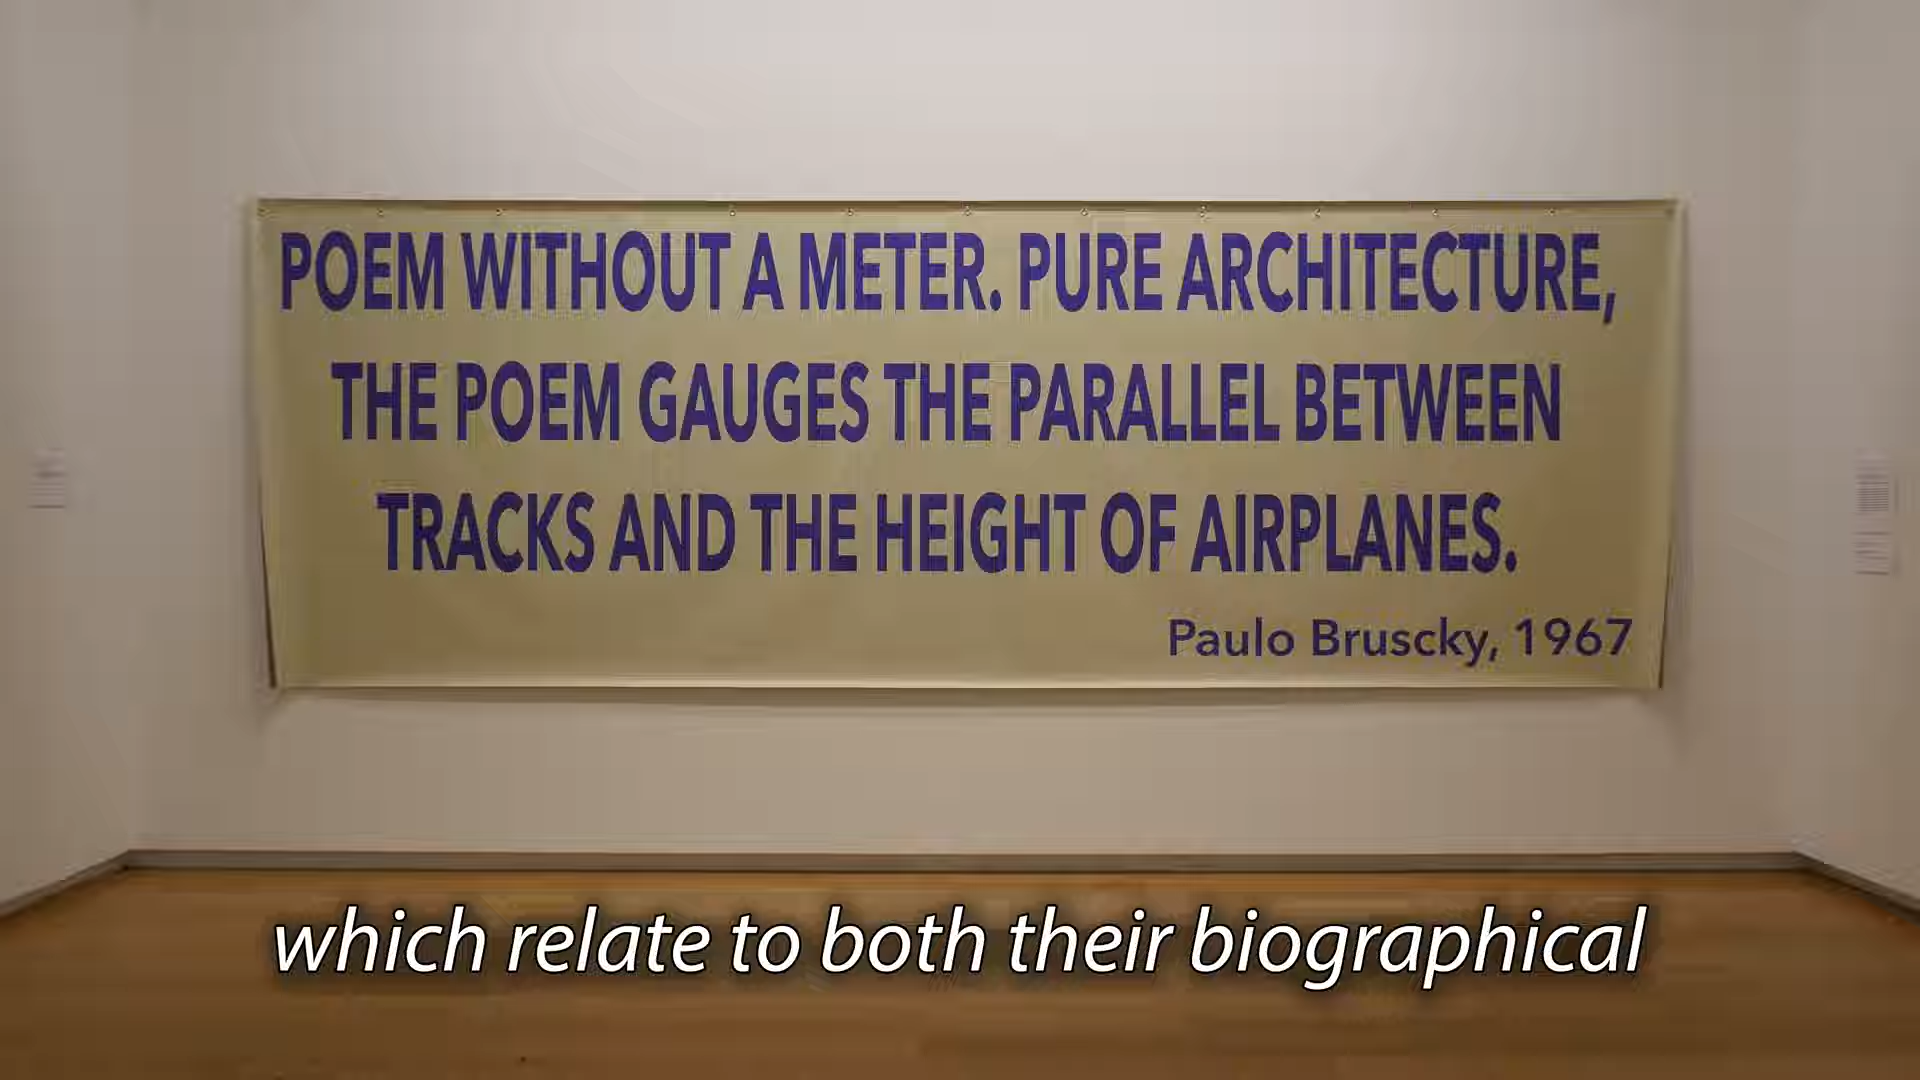 POEM WITHOUT A METER. PURE ARCHITECTURE,
THE POEM GAUGES THE PARALLEL BETWEEN
TRACKS AND THE HEIGHT OF AIRPLANES.
Paulo Bruscky, 1967
which relate to both their biographical